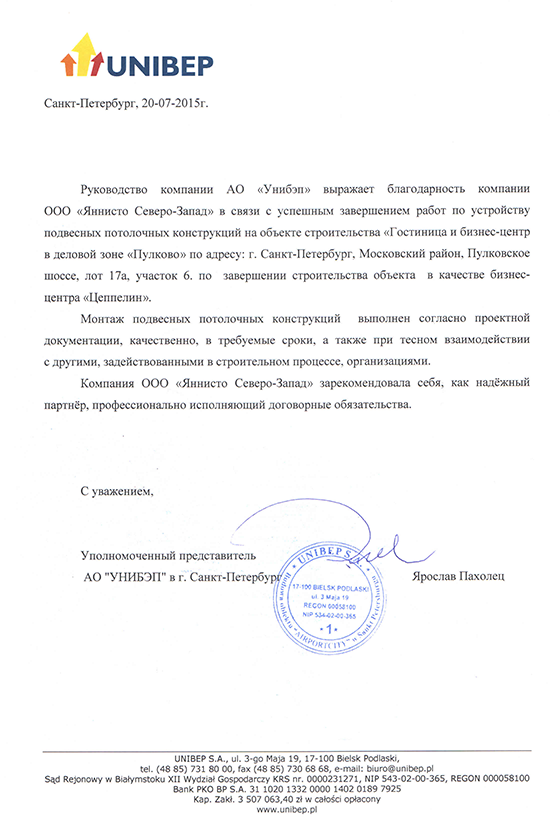 UNIBEP
Санкт-Петербург, 20-07-2015г.
Руководство компании АО «Унибэп» выражает благодарность компании
ООО «Яннисто Северо-Запад» в связи с успешным завершением работ по устройству
подвесных потолочных конструкций на объекте строительства «Гостиница и бизнес-центр
в деловой зоне «Пулково» по адресу: г. Санкт-Петербург, Московский район, Пулковское
шоссе, лот 17а, участок 6. по завершении строительства объекта в качестве бизнес-
центра «Цеппелин».
Монтаж подвесных потолочных конструкций выполнен согласно проектной
документации, качественно, в требуемые сроки, а также при тесном взаимодействии
с другими, задействованными в строительном процессе, организациями.
Компания ООО «Яннисто Северо-Запад» зарекомендовала себя, как надёжный
партнёр, профессионально исполняющий договорные обязательства.
С уважением,
Уполномоченный представитель
АО "УНИБЭП" в г. Санкт-Петербург
Ярослав Пахолец
UNIBEP S.A.
17-100 BIELSK PODLASKI
ul. 3 Maja 19
REGON 00058100
NIP 534-02-00-365
- 1 -
Budowa obiektu "AIRPORTCITY" w Sankt Petersburgu
UNIBEP S.A., ul. 3-go Maja 19, 17-100 Bielsk Podlaski,
tel. (48 85) 731 80 00, fax (48 85) 730 68 68, e-mail: biuro@unibep.pl
Sąd Rejonowy w Białymstoku XII Wydział Gospodarczy KRS nr. 0000231271, NIP 543-02-00-365, REGON 000058100
Bank PKO BP S.A. 31 1020 1332 0000 1402 0189 7925
Kap. Zakł. 3 507 063,40 zł w całości opłacony
www.unibep.pl